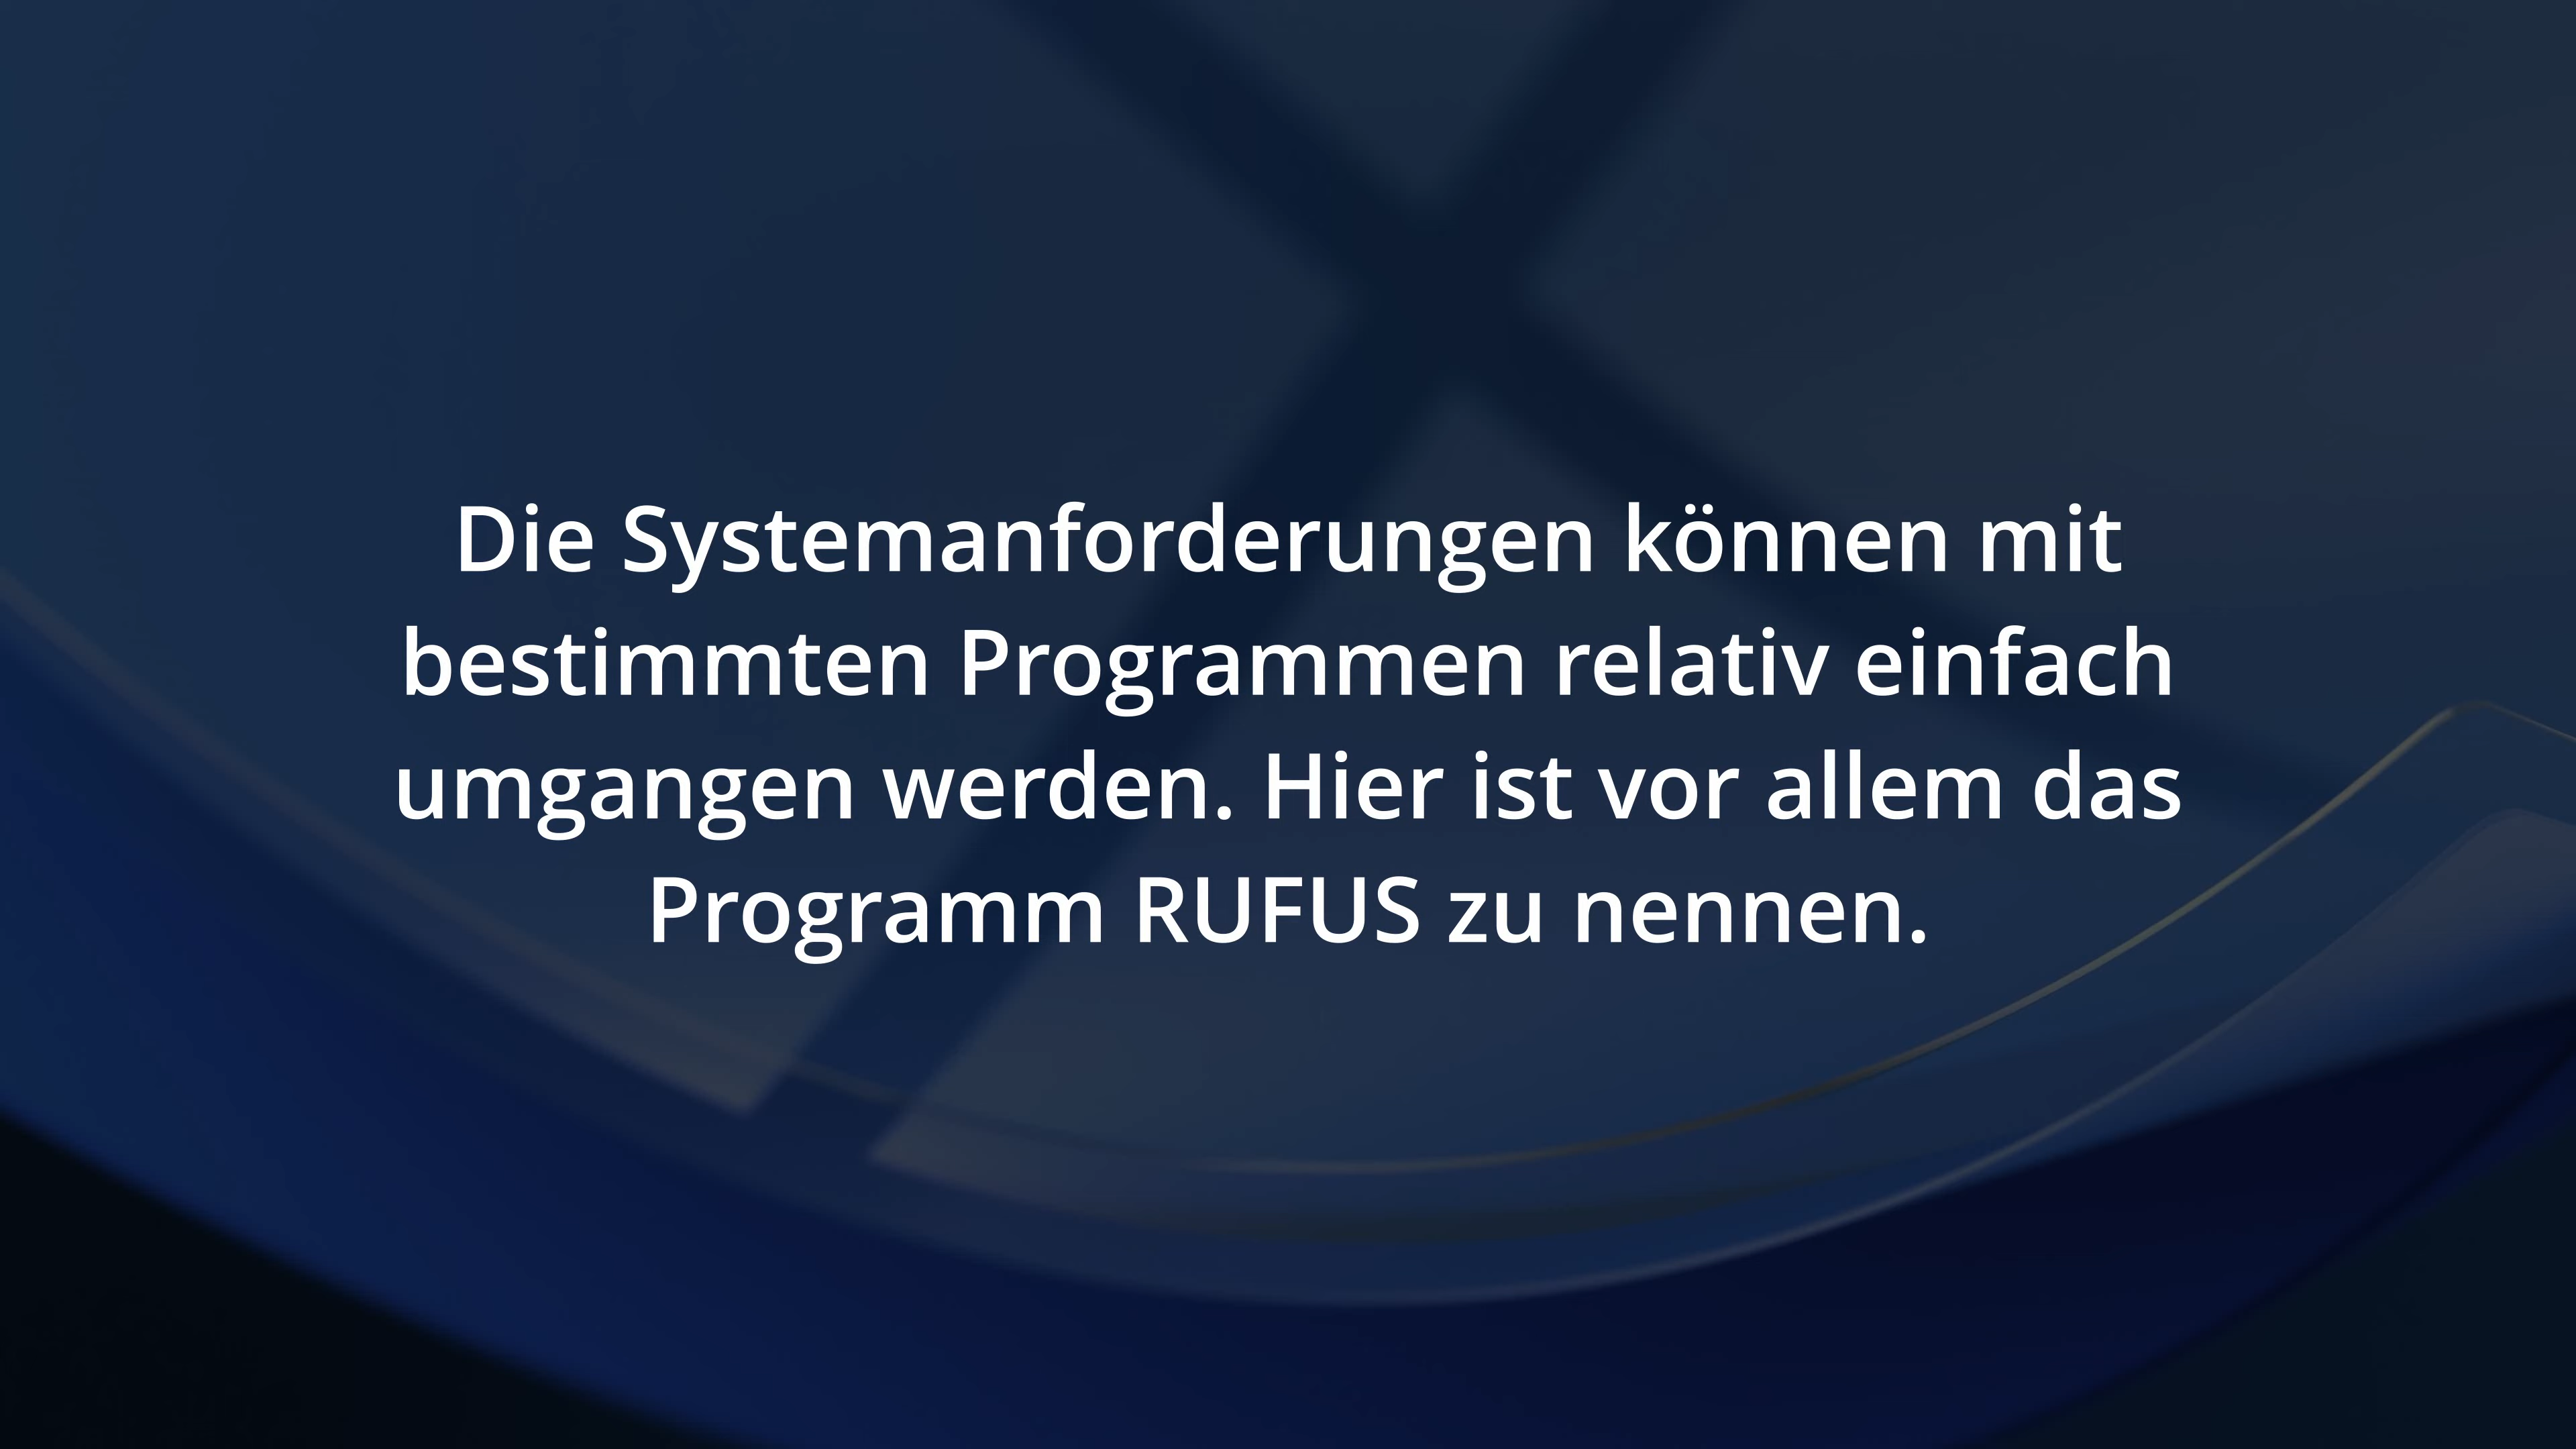 Die Systemanforderungen können mit
bestimmten Programmen relativ einfach
umgangen werden. Hier ist vor allem das
Programm RUFUS zu nennen.